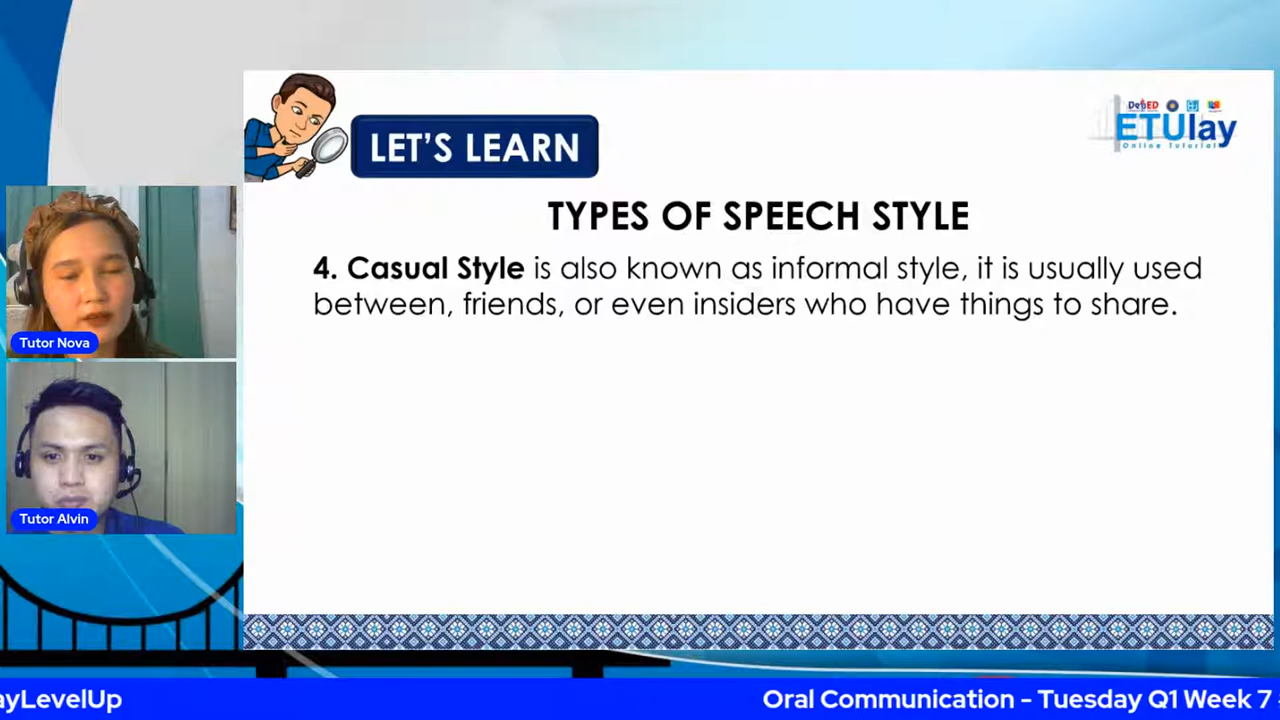 LET'S LEARN
DepED
ETUlay
Online Tutorial
TYPES OF SPEECH STYLE
4. Casual Style is also known as informal style, it is usually used
between, friends, or even insiders who have things to share.
Tutor Nova
Tutor Alvin
ayLevelUp
Oral Communication - Tuesday Q1 Week 7